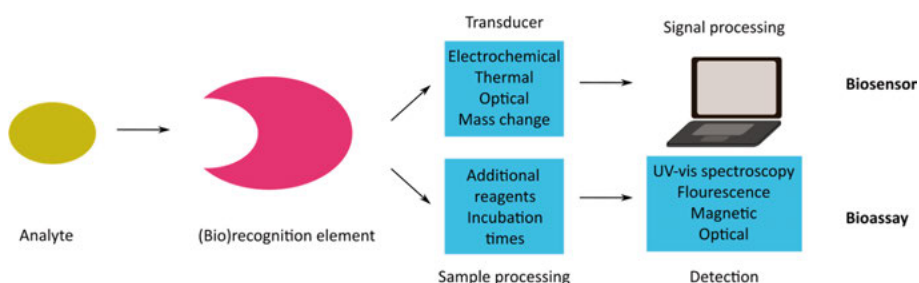 Transducer
Signal processing
Electrochemical
Thermal
Optical
Mass change
Biosensor
Analyte
(Bio)recognition element
Additional
reagents
Incubation
times
UV-vis spectroscopy
Flourescence
Magnetic
Optical
Bioassay
Sample processing
Detection